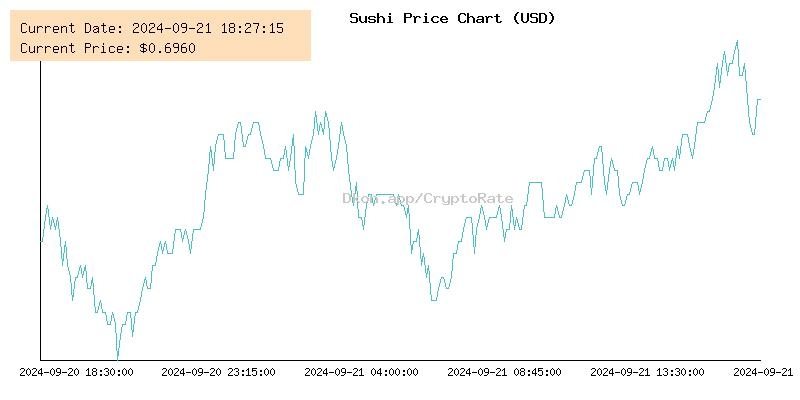 Sushi Price Chart (USD)
Current Date: 2024-09-21 18:27:15
Current Price: $0.6960
Dron.app/CryptoRate
2024-09-20 18:30:00
2024-09-20 23:15:00
2024-09-21 04:00:00
2024-09-21 08:45:00
2024-09-21 13:30:00
2024-09-21